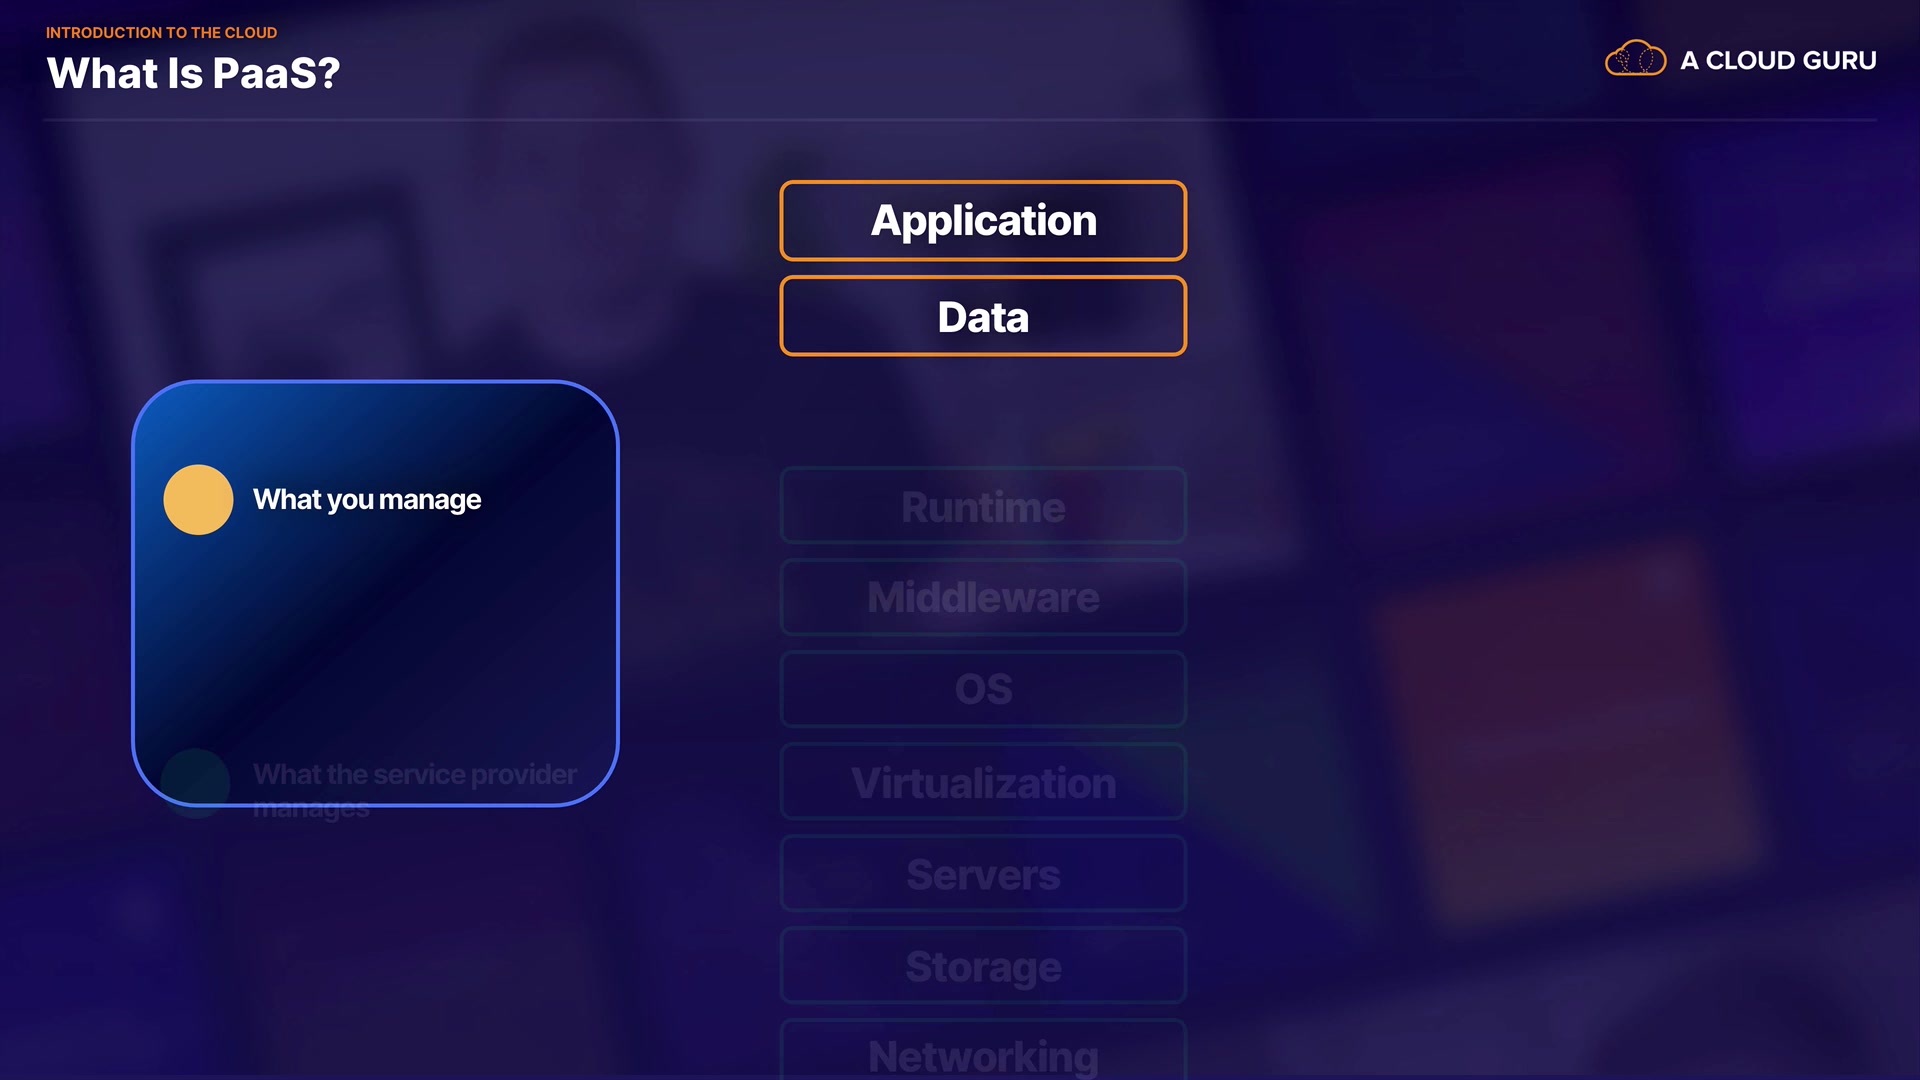 INTRODUCTION TO THE CLOUD
What Is PaaS?
A CLOUD GURU
Application
Data
What you manage
Runtime
Middleware
OS
Virtualization
What the service provider
manages
Servers
Storage
Networking